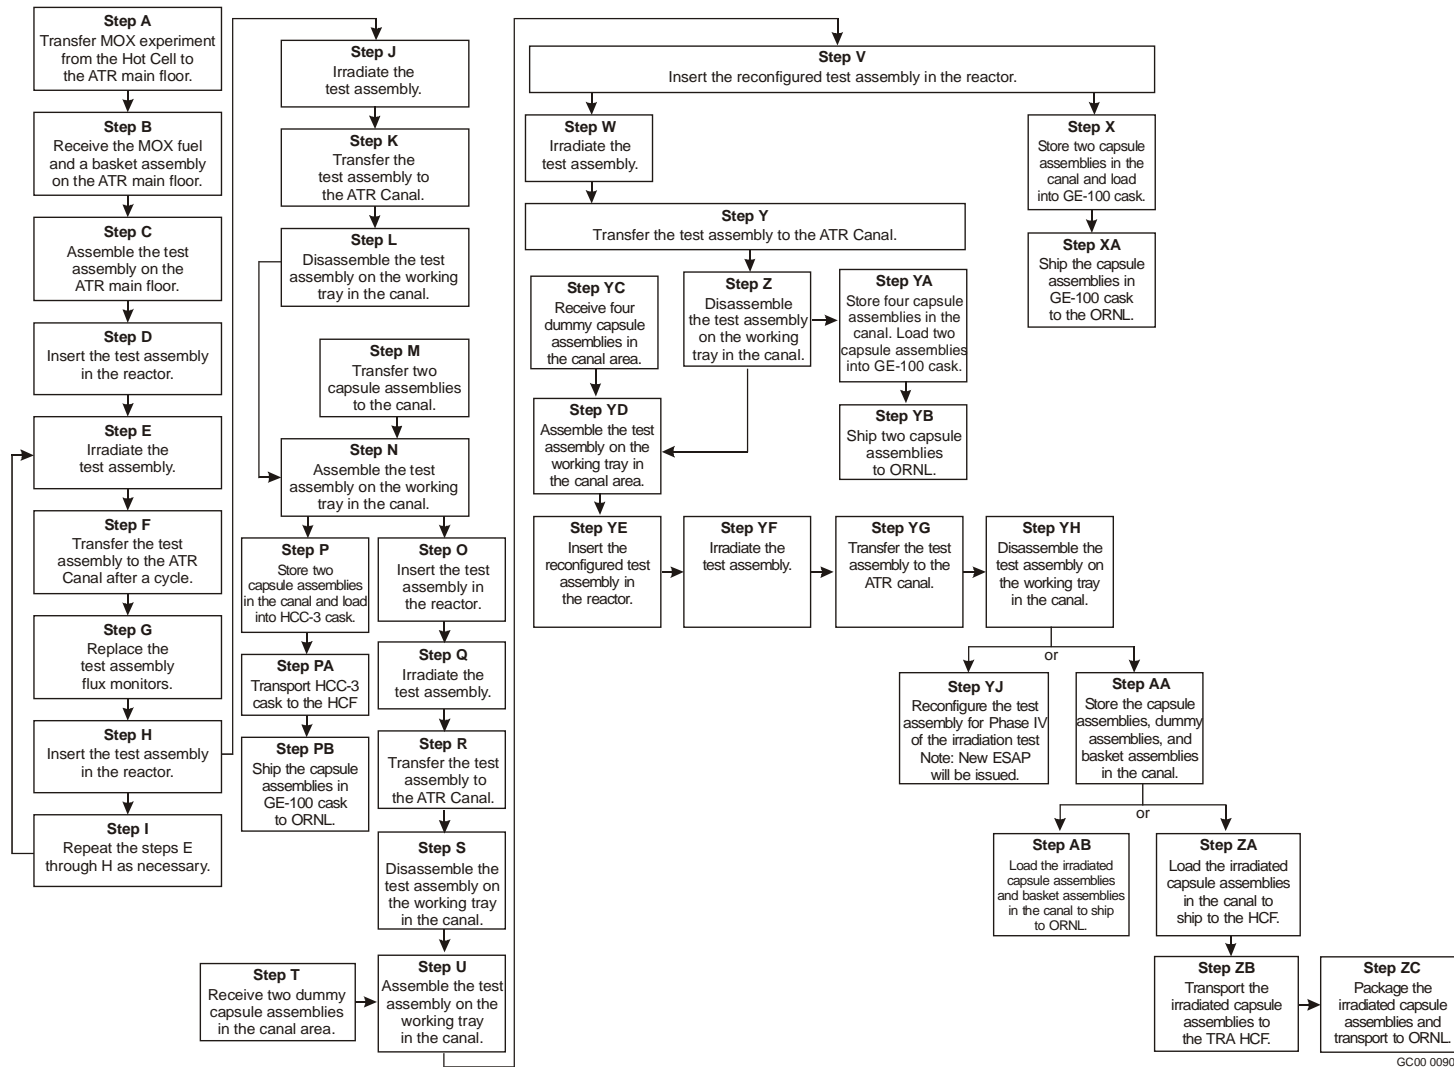 Step A
Transfer MOX experiment
from the Hot Cell to
the ATR main floor.
Step B
Receive the MOX fuel
and a basket assembly
on the ATR main floor.
Step C
Assemble the test
assembly on the
ATR main floor.
Step D
Insert the test assembly
in the reactor.
Step E
Irradiate the
test assembly.
Step F
Transfer the test
assembly to the ATR
Canal after a cycle.
Step G
Replace the
test assembly
flux monitors.
Step H
Insert the test assembly
in the reactor.
Step I
Repeat the steps E
through H as necessary.
Step J
Irradiate the
test assembly.
Step K
Transfer the
test assembly to
the ATR Canal.
Step L
Disassemble the test
assembly on the working
tray in the canal.
Step M
Transfer two
capsule assemblies
to the canal.
Step N
Assemble the test
assembly on the working
tray in the canal.
Step P
Store two
capsule assemblies
in the canal and load
into HCC-3 cask.
Step PA
Transport HCC-3
cask to the HCF
Step PB
Ship the capsule
assemblies in
GE-100 cask
to ORNL.
Step O
Insert the test
assembly in
the reactor.
Step Q
Irradiate the
test assembly.
Step R
Transfer the test
assembly to
the ATR Canal.
Step S
Disassemble the
test assembly on
the working tray
in the canal.
Step T
Receive two dummy
capsule assemblies
in the canal area.
Step U
Assemble the test
assembly on the
working tray
in the canal.
Step V
Insert the reconfigured test assembly in the reactor.
Step W
Irradiate the
test assembly.
Step X
Store two capsule
assemblies in the
canal and load
into GE-100 cask.
Step XA
Ship the capsule
assemblies in
GE-100 cask
to the ORNL.
Step Y
Transfer the test assembly to the ATR Canal.
Step YC
Receive four
dummy capsule
assemblies in
the canal area.
Step Z
Disassemble
the test assembly
on the working
tray in the canal.
Step YA
Store four capsule
assemblies in the
canal. Load two
capsule assemblies
into GE-100 cask.
Step YB
Ship two capsule
assemblies
to ORNL.
Step YD
Assemble the test
assembly on the
working tray in
the canal area.
Step YE
Insert the
reconfigured test
assembly in
the reactor.
Step YF
Irradiate the
test assembly.
Step YG
Transfer the test
assembly to the
ATR canal.
Step YH
Disassemble the
test assembly on
the working tray
in the canal.
or
Step YJ
Reconfigure the test
assembly for Phase IV
of the irradiation test
Note: New ESAP
will be issued.
Step AA
Store the capsule
assemblies, dummy
assemblies, and
basket assemblies
in the canal.
or
Step AB
Load the irradiated
capsule assemblies
and basket assemblies
in the canal to ship
to ORNL.
Step ZA
Load the irradiated
capsule assemblies
in the canal to
ship to the HCF.
Step ZB
Transport the
irradiated capsule
assemblies to
the TRA HCF.
Step ZC
Package the
irradiated capsule
assemblies and
transport to ORNL.
GC00 0090